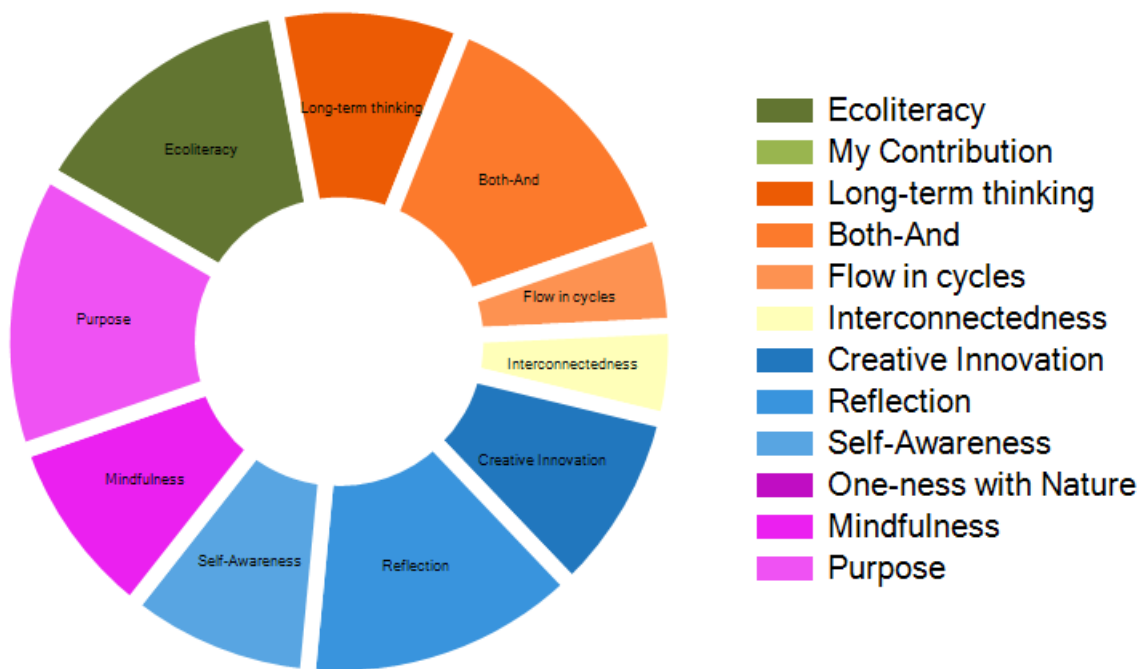 Long-term thinking
Ecoliteracy
Both-And
Flow in cycles
Purpose
Interconnectedness
Creative Innovation
Mindfulness
Self-Awareness
Reflection
Ecoliteracy
My Contribution
Long-term thinking
Both-And
Flow in cycles
Interconnectedness
Creative Innovation
Reflection
Self-Awareness
One-ness with Nature
Mindfulness
Purpose